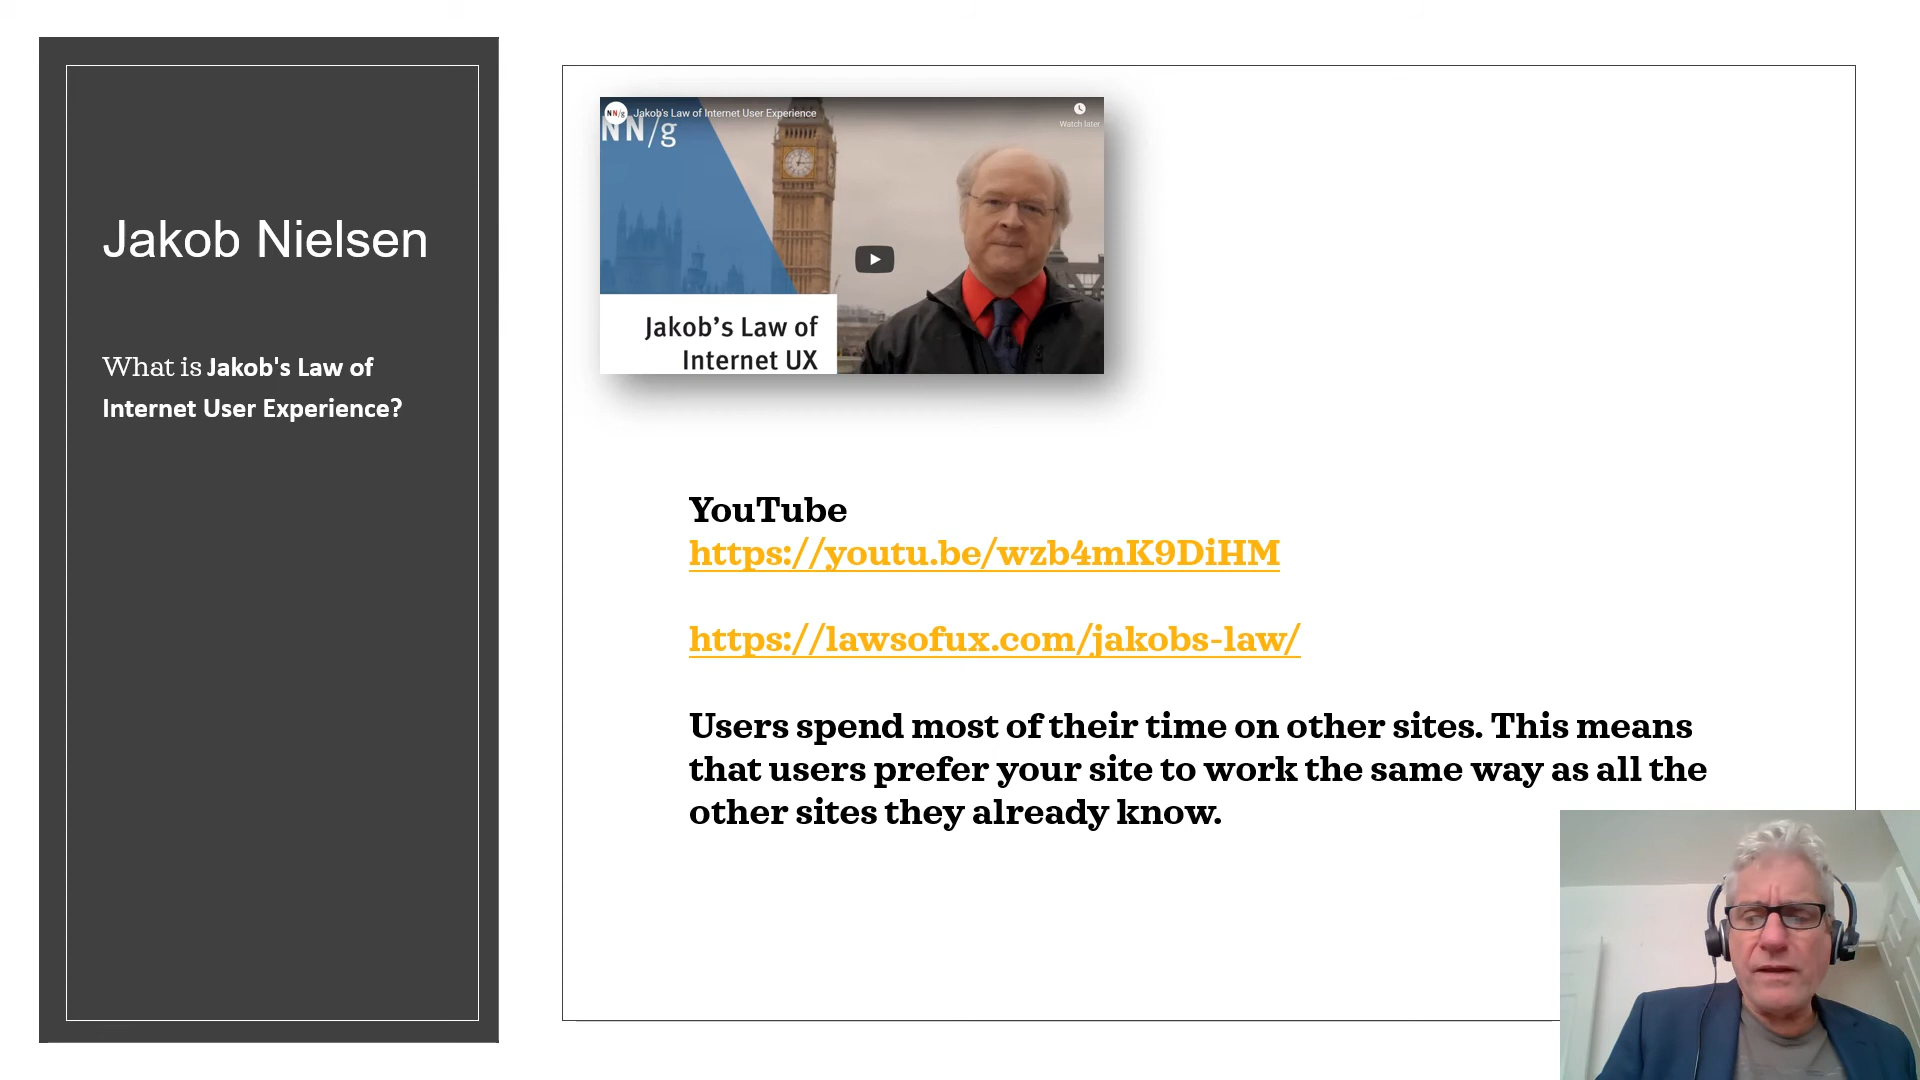 Jakob Nielsen
What is Jakob's Law of
Internet User Experience?
NN/g
Jakob's Law of Internet User Experience
Watch later
NN/g
Jakob's Law of
Internet UX
YouTube
https://youtu.be/wzb4mK9DiHM
https://lawsofux.com/jakobs-law/
Users spend most of their time on other sites. This means
that users prefer your site to work the same way as all the
other sites they already know.